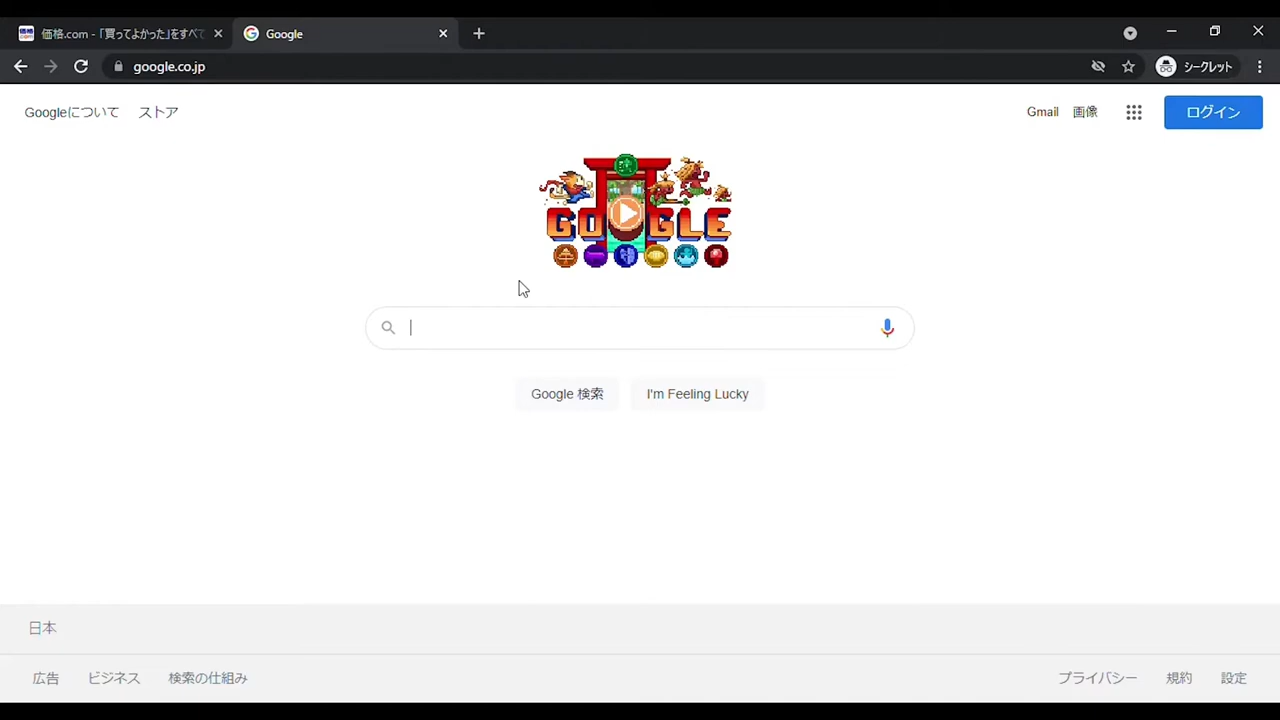 価格.com - 「買ってよかった」をすべて
Google
google.co.jp
シークレット
Googleについて
ストア
Gmail
画像
ログイン
GOOGLE
Google 検索
I'm Feeling Lucky
日本
広告
ビジネス
検索の仕組み
プライバシー
規約
設定